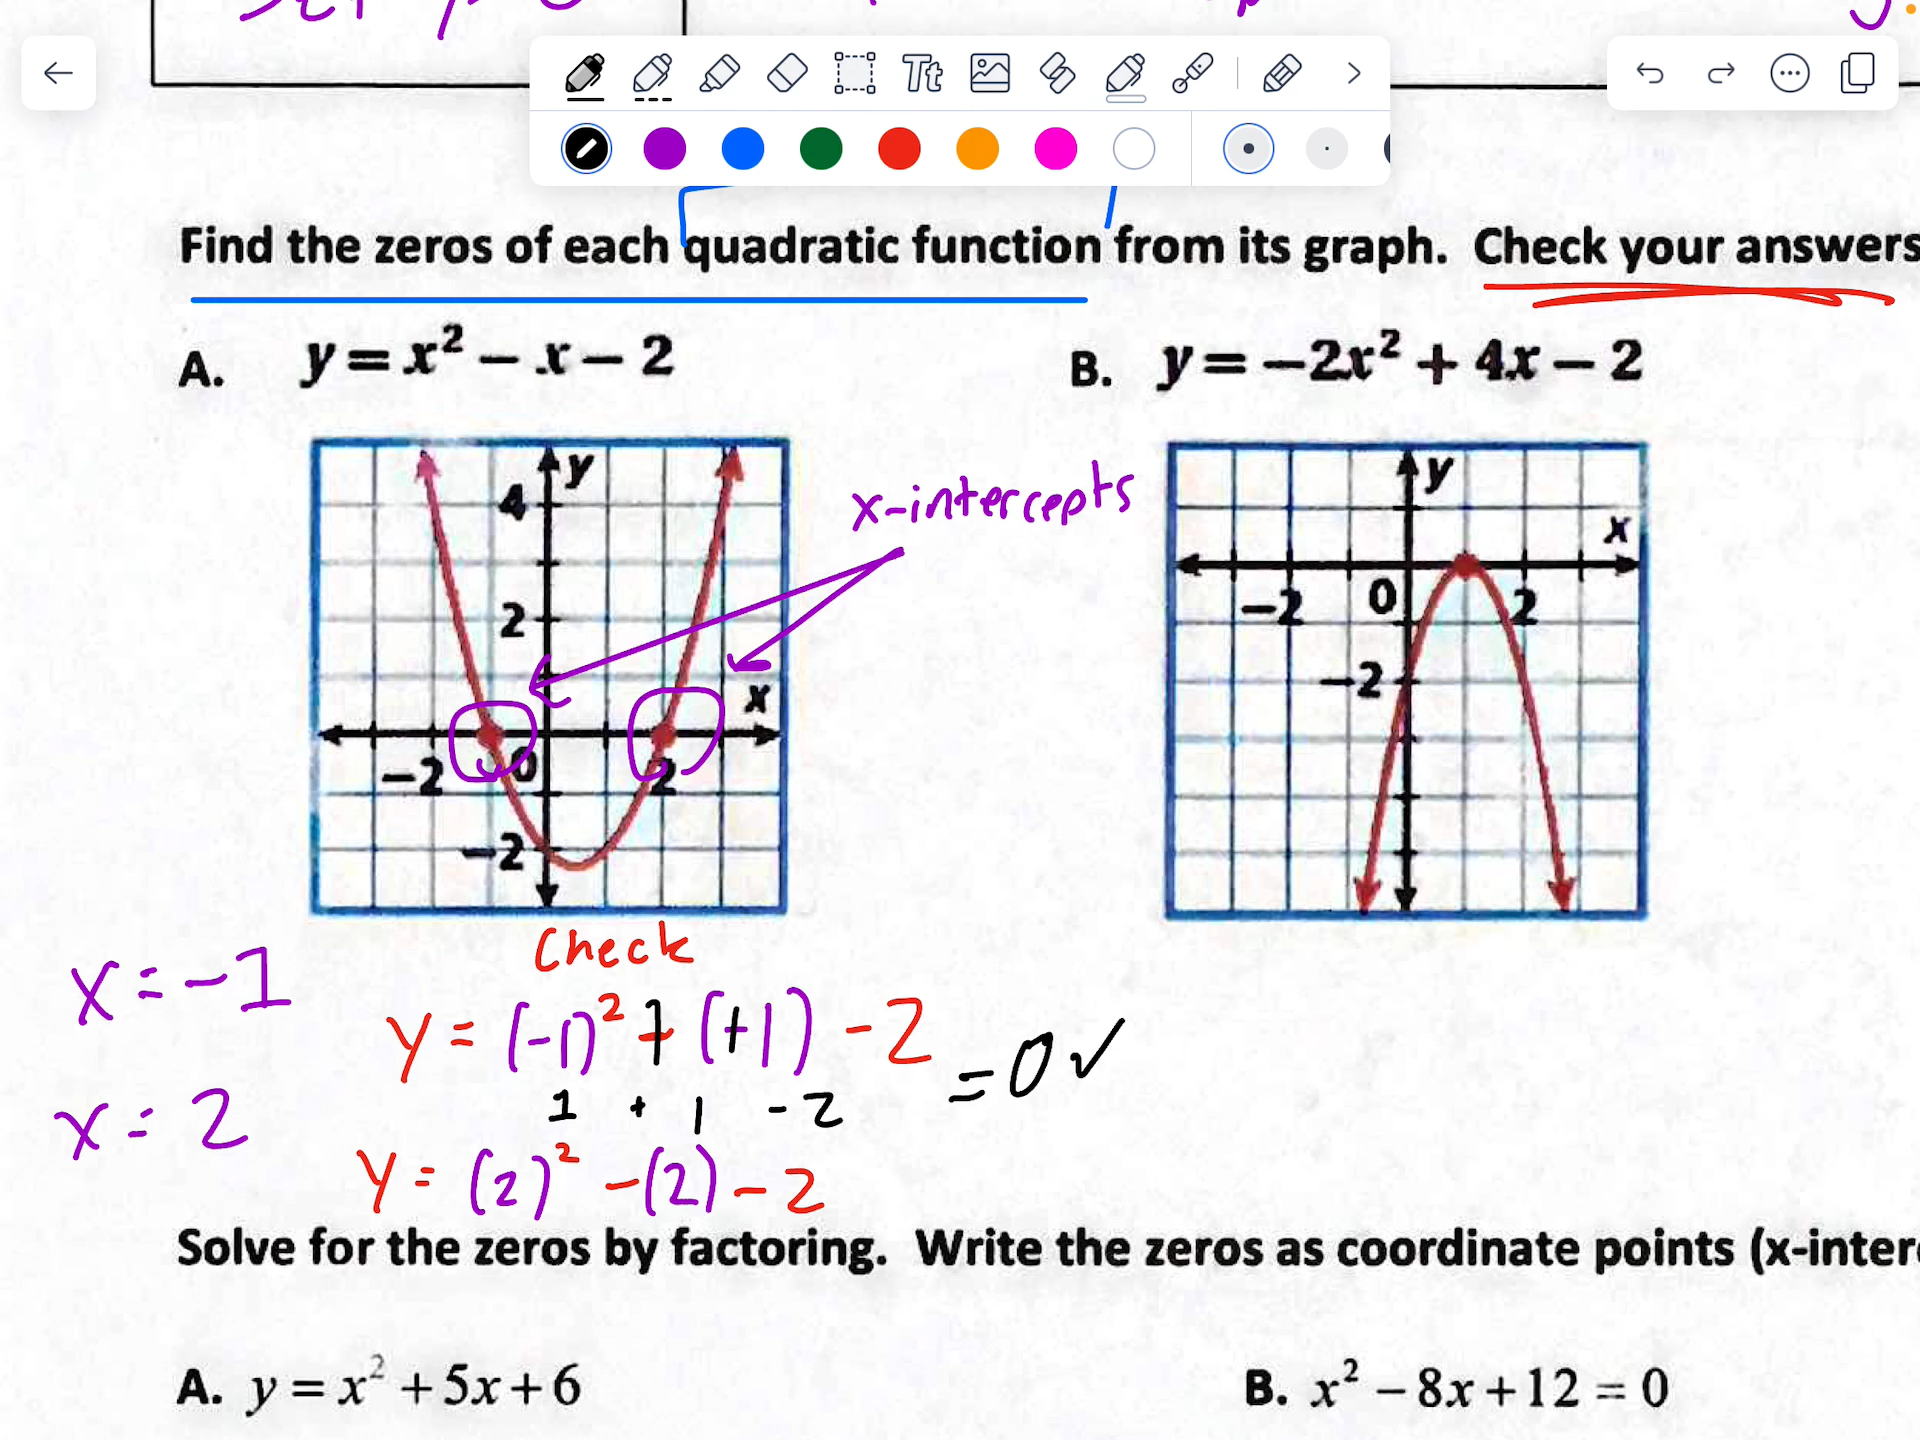 Tt
Find the zeros of each quadratic function from its graph. Check your answers
A. y = x² – x – 2
B. y = –2x² + 4x – 2
y
4
2
x
–2
0
2
–2
x-intercepts
y
x
–2
0
2
–2
Check
x = -1
y = (-1)² + (+1) - 2
= 0 ✓
1 + 1 - 2
x = 2
y = (2)² - (2) - 2
Solve for the zeros by factoring. Write the zeros as coordinate points (x-inter
A. y = x² + 5x + 6
B. x² – 8x + 12 = 0